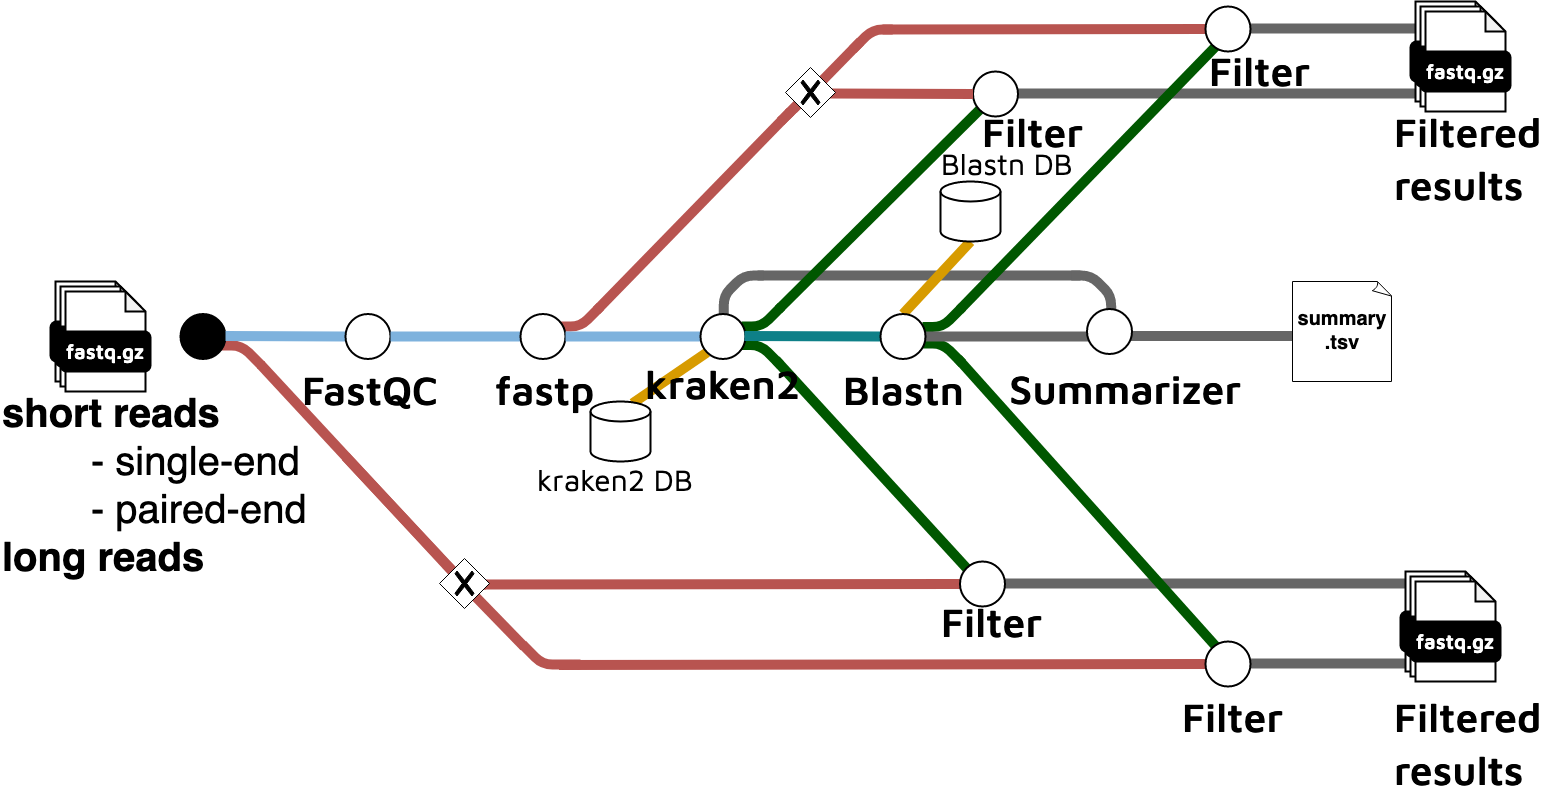 fastq.gz
short reads
- single-end
- paired-end
long reads
FastQC
fastp
kraken2
kraken2 DB
Blastn
Blastn DB
Summarizer
summary
.tsv
X
Filter
Filter
fastq.gz
Filtered
results
X
Filter
Filter
fastq.gz
Filtered
results